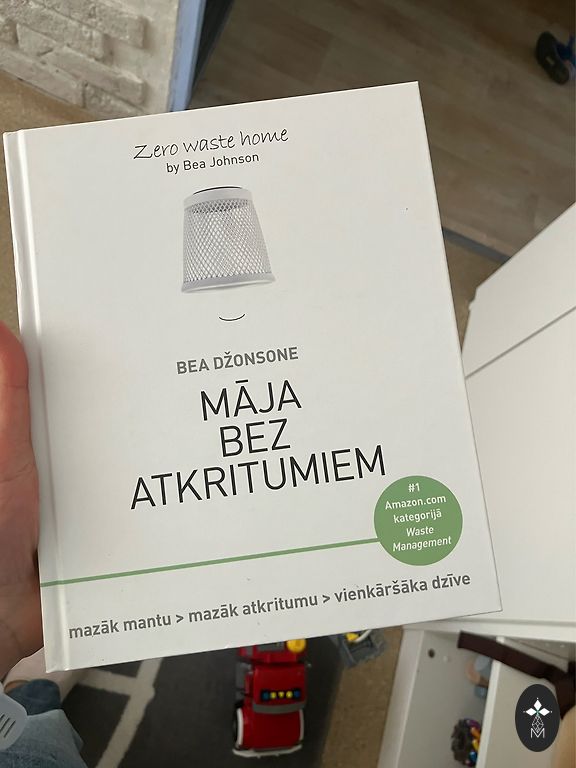 Zero waste home
by Bea Johnson
BEA DŽONSONE
MĀJA
BEZ
ATKRITUMIEM
#1
Amazon.com
kategorijā
Waste
Management
mazāk mantu > mazāk atkritumu > vienkāršāka dzīve